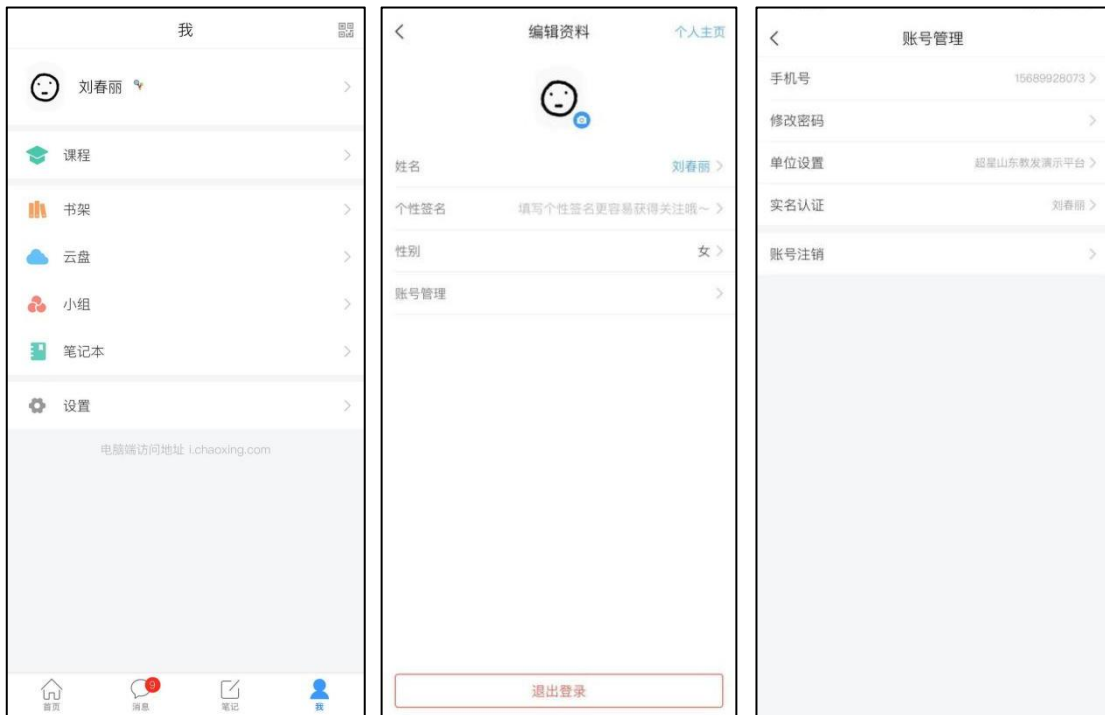 我
刘春丽
课程
书架
云盘
小组
笔记本
设置
电脑端访问地址 i.chaoxing.com
首页
消息
9
笔记
我
编辑资料
个人主页
姓名
刘春丽
个性签名
填写个性签名更容易获得关注哦～
性别
女
账号管理
退出登录
账号管理
手机号
15689928073
修改密码
单位设置
超星山东教发演示平台
实名认证
刘春丽
账号注销